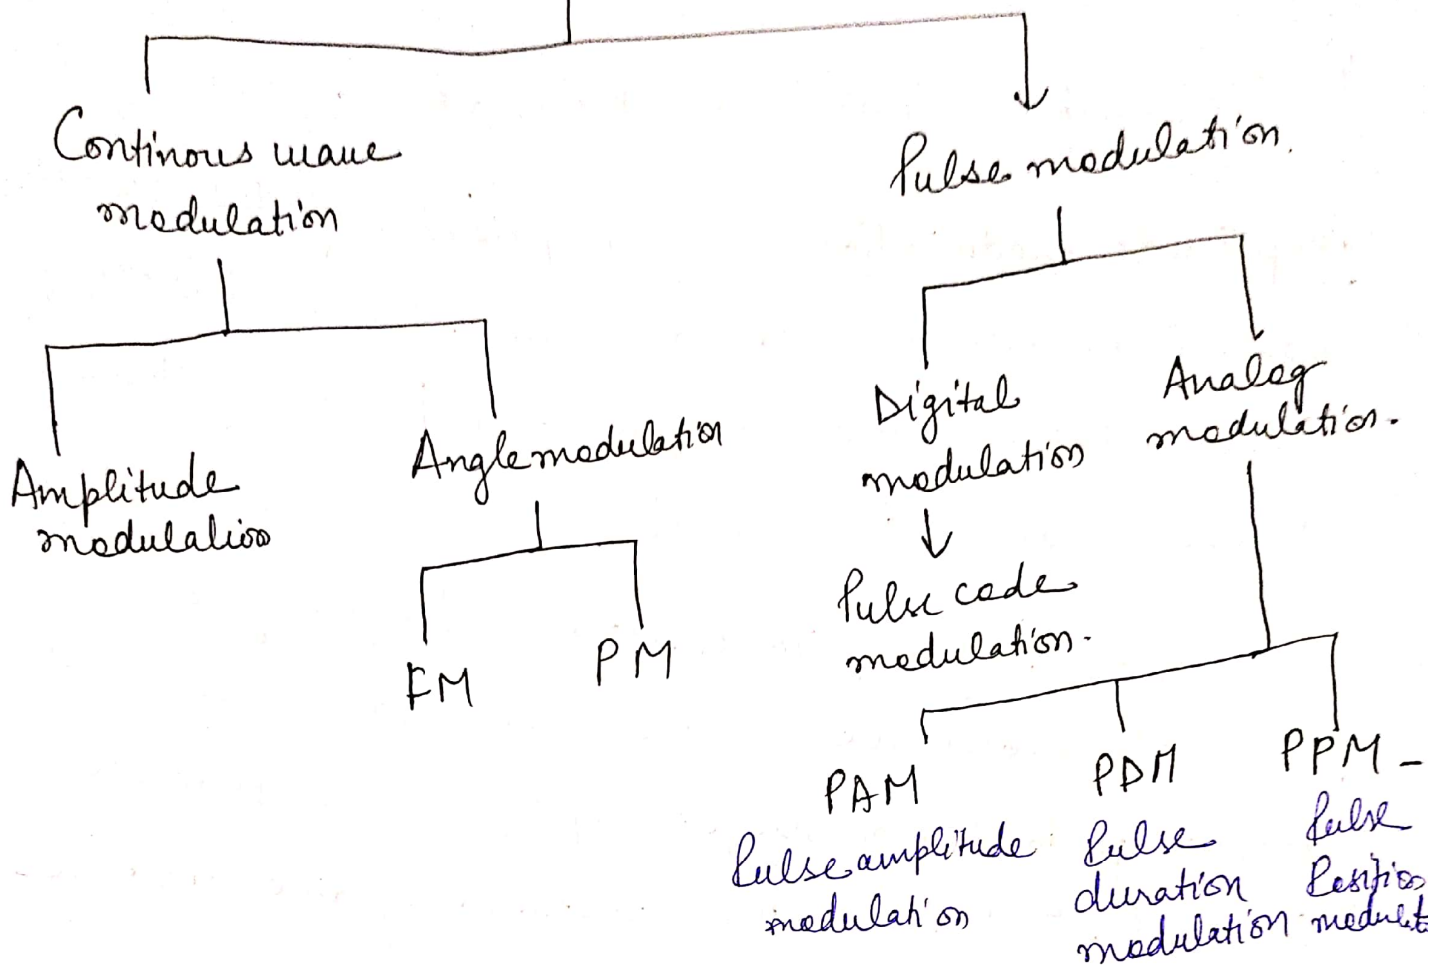 Continous wave
modulation
Pulse modulation.
Amplitude
modulation
Angle modulation
FM
PM
Digital
modulation
Analog
modulation.
Pulse code
modulation.
PAM
Pulse amplitude
modulation
PDM
Pulse
duration
modulation
PPM -
Pulse
Position
modulat